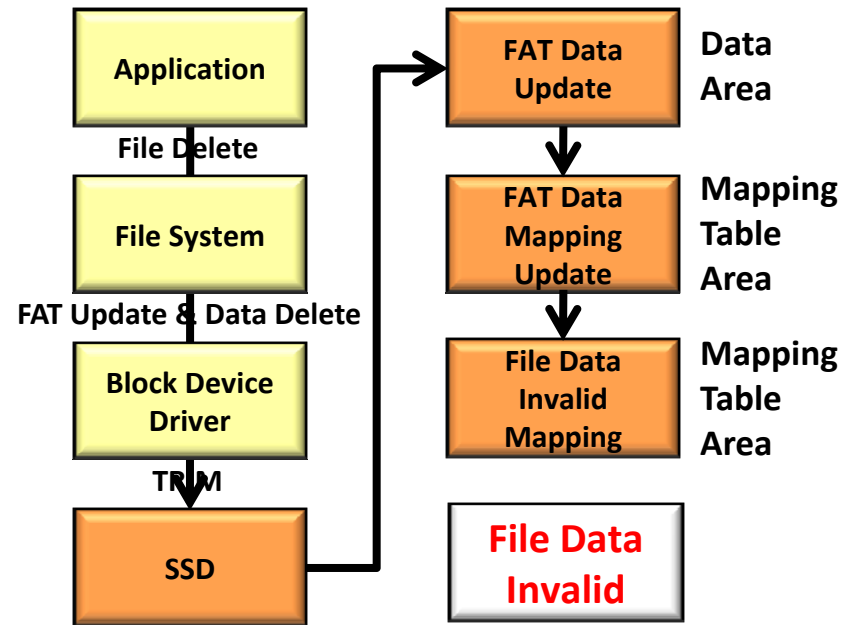 Application
File Delete
File System
FAT Update & Data Delete
Block Device
Driver
TRIM
SSD
FAT Data
Update
Data
Area
FAT Data
Mapping
Update
Mapping
Table
Area
File Data
Invalid
Mapping
Mapping
Table
Area
File Data
Invalid